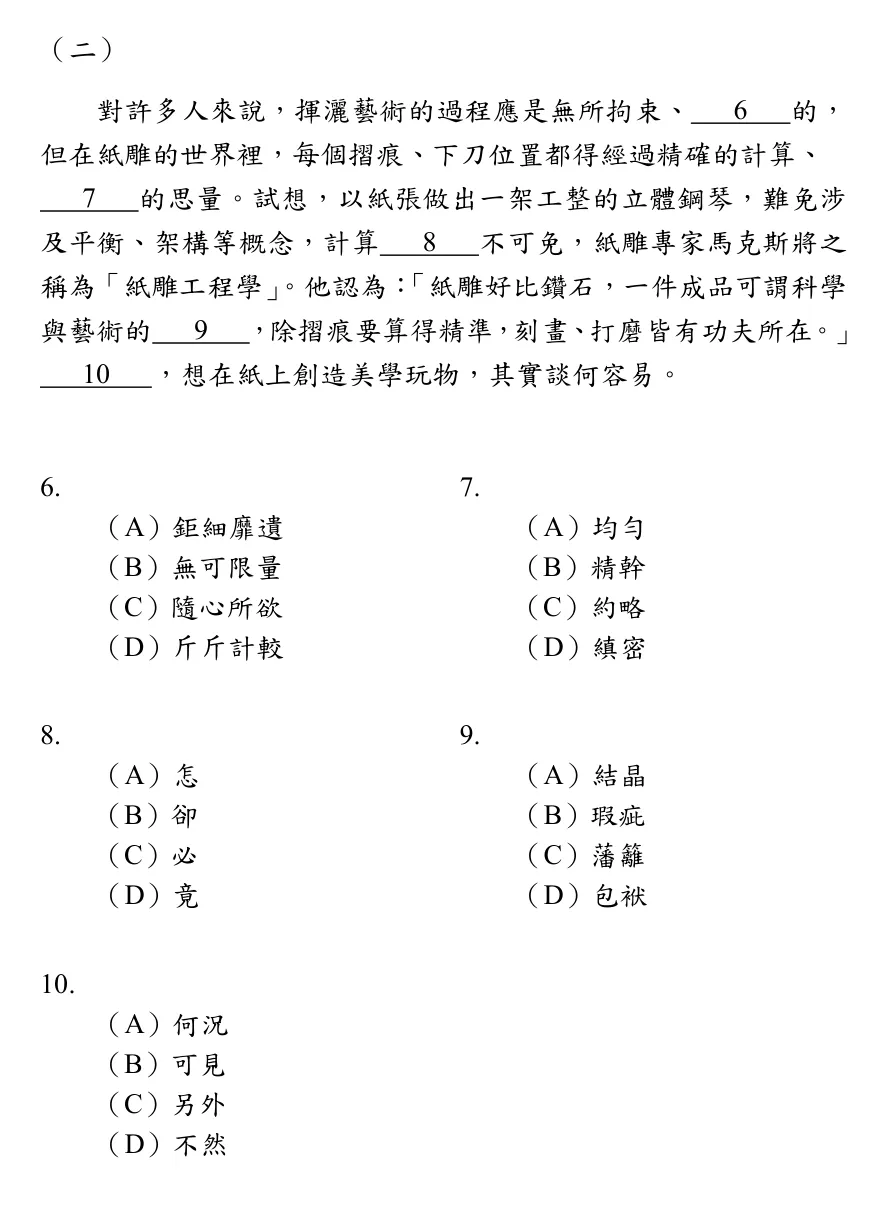 （二）
對許多人來說，揮灑藝術的過程應是無所拘束、 6 的，
但在紙雕的世界裡，每個摺痕、下刀位置都得經過精確的計算、
7 的思量。試想，以紙張做出一架工整的立體鋼琴，難免涉
及平衡、架構等概念，計算 8 不可免，紙雕專家馬克斯將之
稱為「紙雕工程學」。他認為：「紙雕好比鑽石，一件成品可謂科學
與藝術的 9 ，除摺痕要算得精準，刻畫、打磨皆有功夫所在。」
10 ，想在紙上創造美學玩物，其實談何容易。
6.
（A）鉅細靡遺
（B）無可限量
（C）隨心所欲
（D）斤斤計較
7.
（A）均勻
（B）精幹
（C）約略
（D）縝密
8.
（A）怎
（B）卻
（C）必
（D）竟
9.
（A）結晶
（B）瑕疵
（C）藩籬
（D）包袱
10.
（A）何況
（B）可見
（C）另外
（D）不然